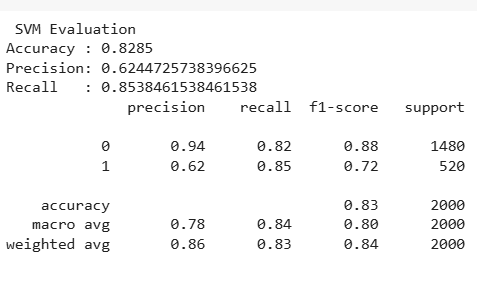 SVM Evaluation
Accuracy : 0.8285
Precision: 0.6244725738396625
Recall   : 0.8538461538461538
              precision    recall  f1-score   support

           0       0.94      0.82      0.88      1480
           1       0.62      0.85      0.72       520

    accuracy                           0.83      2000
   macro avg       0.78      0.84      0.80      2000
weighted avg       0.86      0.83      0.84      2000